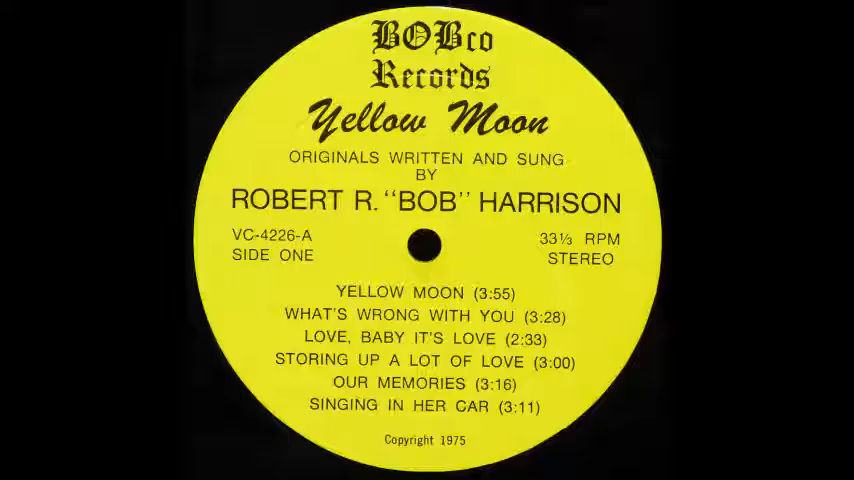 BOBco
Records
Yellow Moon
ORIGINALS WRITTEN AND SUNG
BY
ROBERT R. "BOB" HARRISON
VC-4226-A
SIDE ONE
33⅓ RPM
STEREO
YELLOW MOON (3:55)
WHAT'S WRONG WITH YOU (3:28)
LOVE, BABY IT'S LOVE (2:33)
STORING UP A LOT OF LOVE (3:00)
OUR MEMORIES (3:16)
SINGING IN HER CAR (3:11)
Copyright 1975